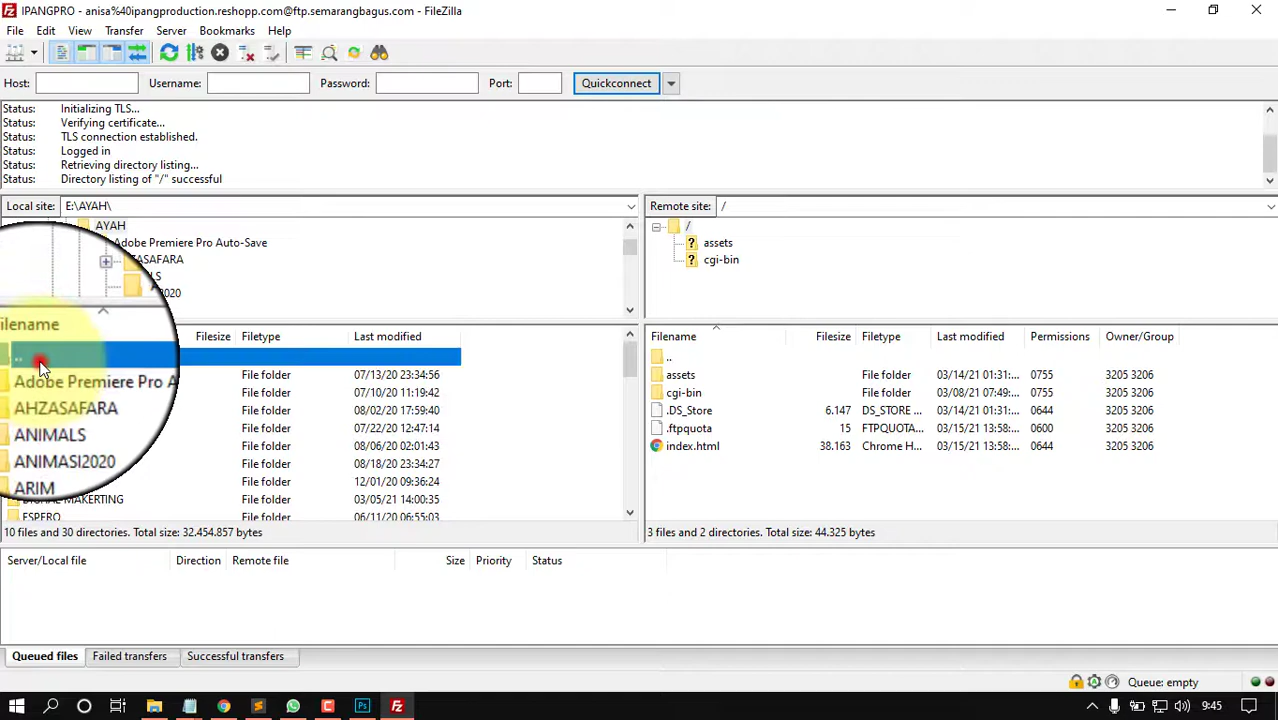 IPANGPRO - anisa%40ipangproduction.reshopp.com@ftp.semarangbagus.com - FileZilla
File Edit View Transfer Server Bookmarks Help
Host: Username: Password: Port: Quickconnect
Status: Initializing TLS...
Status: Verifying certificate...
Status: TLS connection established.
Status: Logged in
Status: Retrieving directory listing...
Status: Directory listing of "/" successful
Local site: E:\AYAH\
AYAH
Adobe Premiere Pro Auto-Save
ZASAFARA
LS
2020
Filesize Filetype Last modified
ilename
..
File folder 07/13/20 23:34:56
Adobe Premiere Pro A
File folder 07/10/20 11:19:42
AHZASAFARA
File folder 08/02/20 17:59:40
ANIMALS
File folder 07/22/20 12:47:14
File folder 08/06/20 02:01:43
ANIMASI2020
File folder 08/18/20 23:34:27
ARIM
File folder 12/01/20 09:36:24
DIGITAL MAKERTING File folder 03/05/21 14:00:35
ESPERO File folder 06/11/20 06:55:03
10 files and 30 directories. Total size: 32.454.857 bytes
Remote site: /
/
? assets
? cgi-bin
Filename Filesize Filetype Last modified Permissions Owner/Group
..
assets File folder 03/14/21 01:31:... 0755 3205 3206
cgi-bin File folder 03/08/21 07:49:... 0755 3205 3206
.DS_Store 6.147 DS_STORE ... 03/14/21 01:31:... 0644 3205 3206
.ftpquota 15 FTPQUOTA... 03/15/21 13:58:... 0600 3205 3206
index.html 38.163 Chrome H... 03/15/21 13:58:... 0644 3205 3206
3 files and 2 directories. Total size: 44.325 bytes
Server/Local file Direction Remote file Size Priority Status
Queued files Failed transfers Successful transfers
Queue: empty
9:45